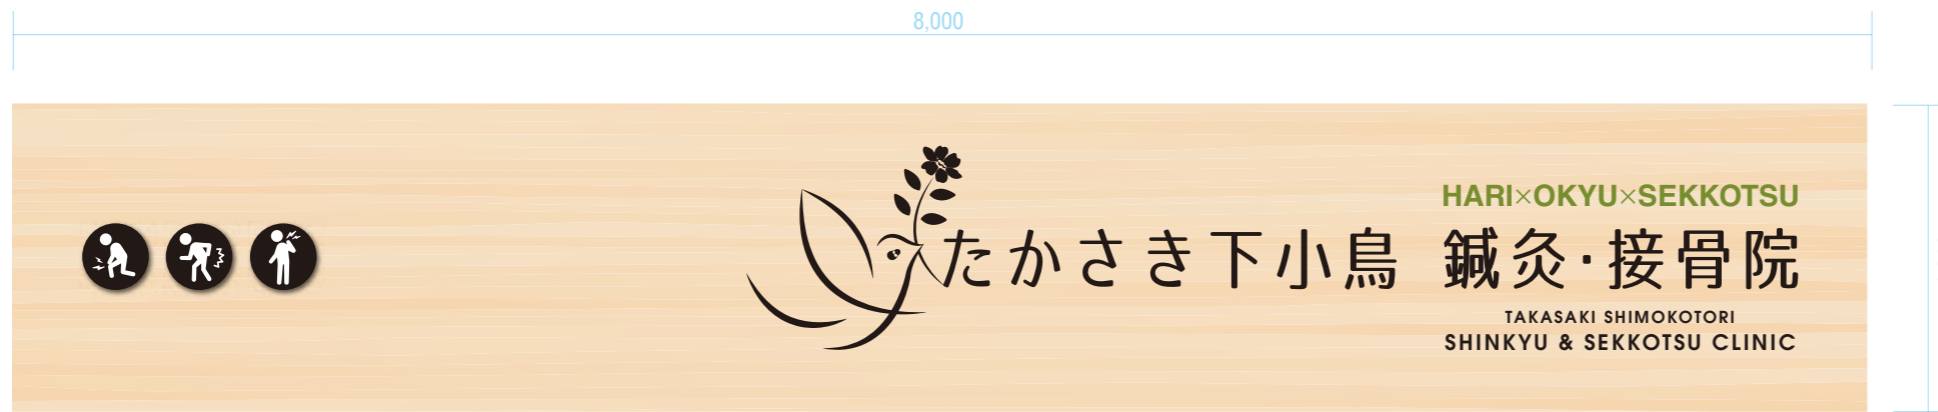 8,000
HARI×OKYU×SEKKOTSU
たかさき下小鳥 鍼灸・接骨院
TAKASAKI SHIMOKOTORI
SHINKYU & SEKKOTSU CLINIC